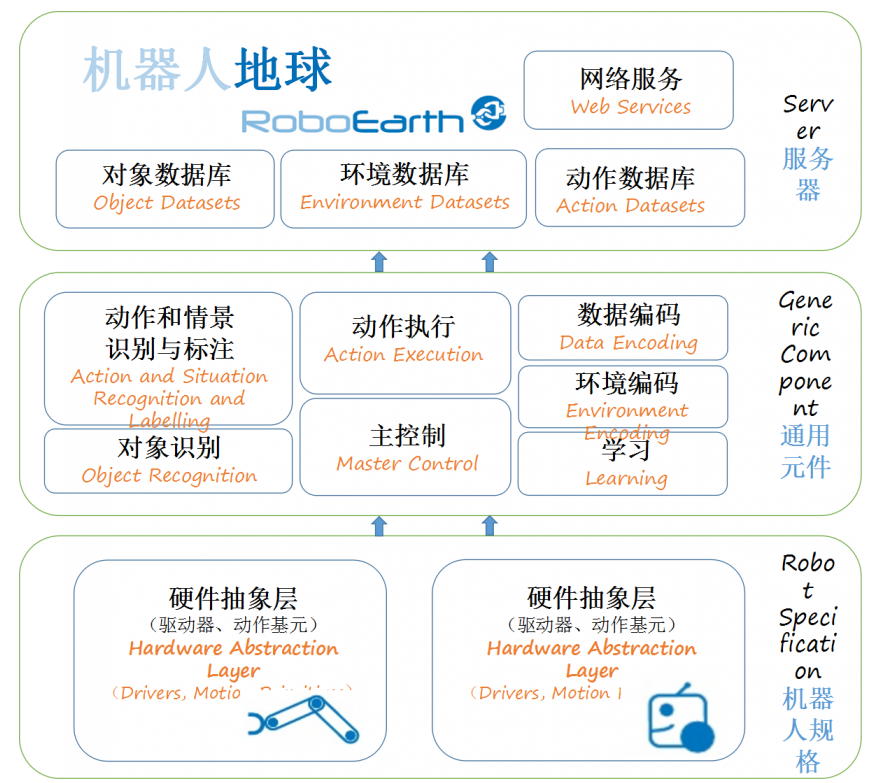 机器人地球
RoboEarth
网络服务
Web Services
对象数据库
Object Datasets
环境数据库
Environment Datasets
动作数据库
Action Datasets
Serv
er
服务
器
动作和情景
识别与标注
Action and Situation
Recognition and
Labelling
对象识别
Object Recognition
动作执行
Action Execution
主控制
Master Control
数据编码
Data Encoding
环境编码
Environment
Encoding
学习
Learning
Gene
ric
Com
pone
nt
通用
元件
硬件抽象层
（驱动器、动作基元）
Hardware Abstraction
Layer
（Drivers, Motio
硬件抽象层
（驱动器、动作基元）
Hardware Abstraction
Layer
（Drivers, Motion
Robo
t
Speci
ficati
on
机器
人规
格